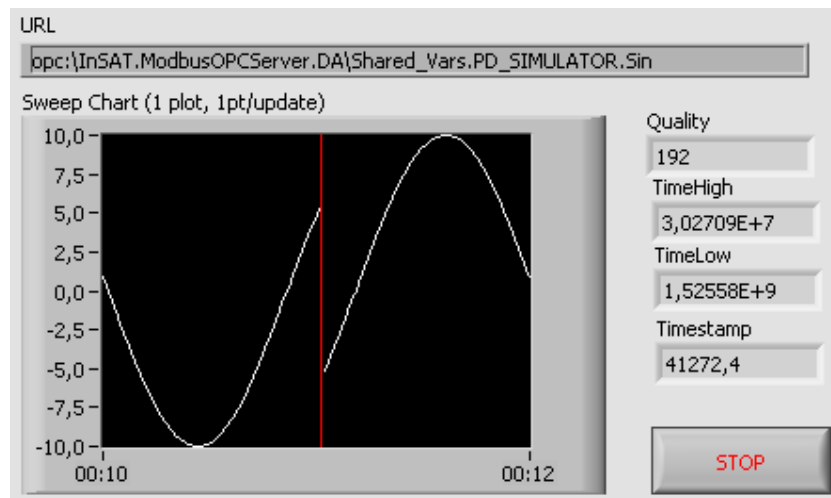 URL
opc:\InSAT.ModbusOPCServer.DA\Shared_Vars.PD_SIMULATOR.Sin
Sweep Chart (1 plot, 1pt/update)
10,0
7,5
5,0
2,5
0,0
-2,5
-5,0
-7,5
-10,0
00:10
00:12
Quality
192
TimeHigh
3,02709E+7
TimeLow
1,52558E+9
Timestamp
41272,4
STOP